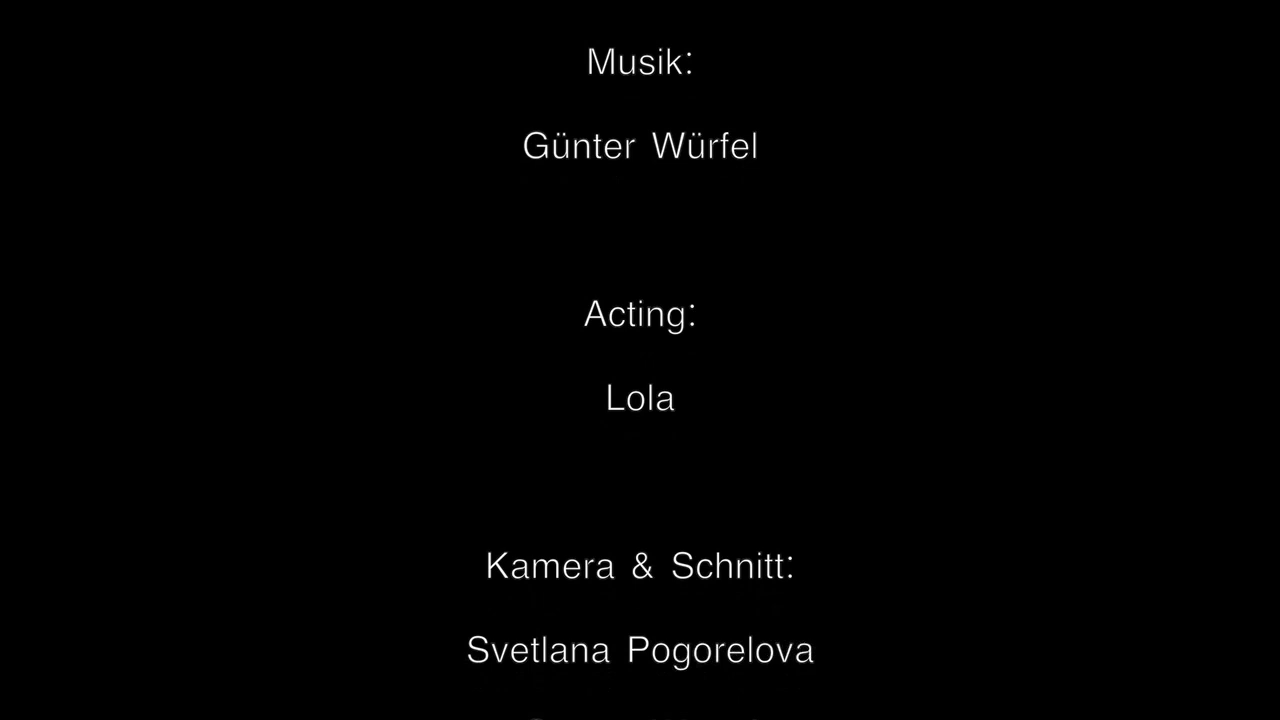 Musik:
Günter Würfel
Acting:
Lola
Kamera & Schnitt:
Svetlana Pogorelova